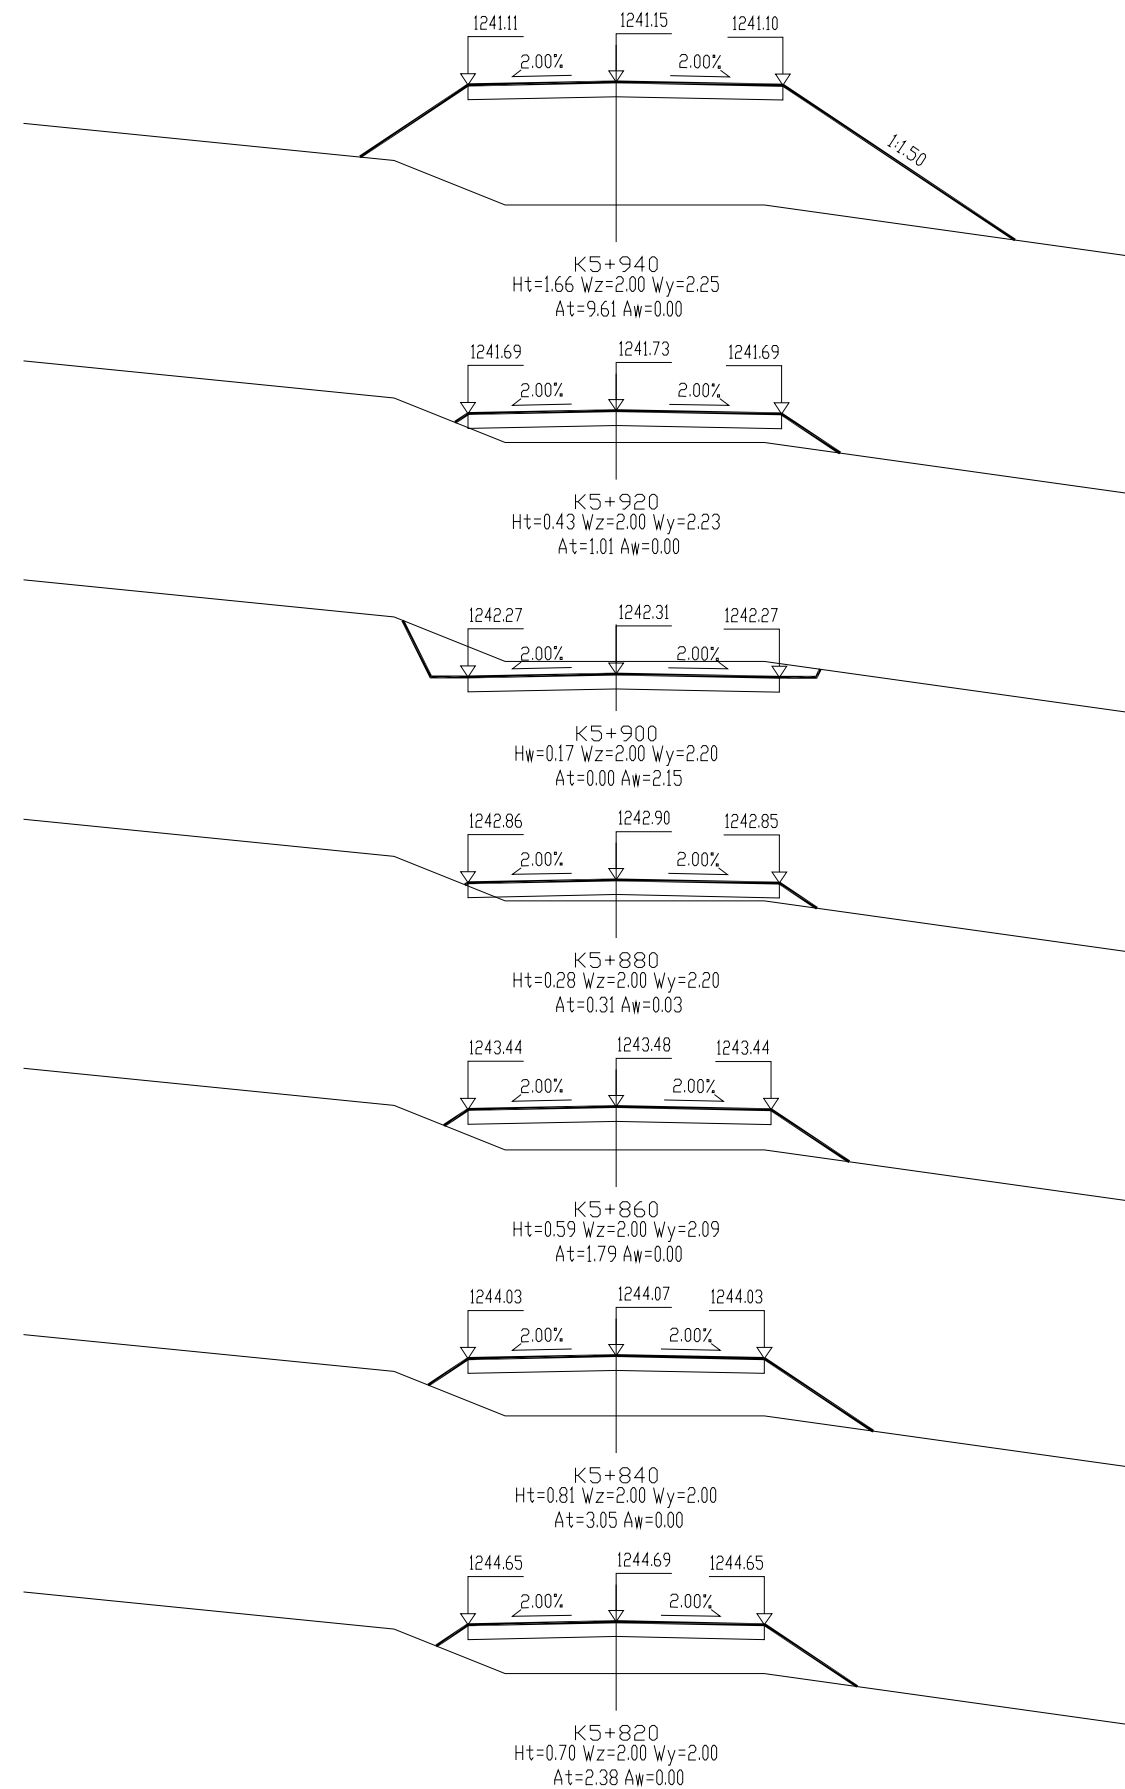 1241.11 1241.15 1241.10
2.00% 2.00%
1:1.50
K5+940
Ht=1.66 Wz=2.00 Wy=2.25
At=9.61 Aw=0.00
1241.69 1241.73 1241.69
2.00% 2.00%
K5+920
Ht=0.43 Wz=2.00 Wy=2.23
At=1.01 Aw=0.00
1242.27 1242.31 1242.27
2.00% 2.00%
K5+900
Hw=0.17 Wz=2.00 Wy=2.20
At=0.00 Aw=2.15
1242.86 1242.90 1242.85
2.00% 2.00%
K5+880
Ht=0.28 Wz=2.00 Wy=2.20
At=0.31 Aw=0.03
1243.44 1243.48 1243.44
2.00% 2.00%
K5+860
Ht=0.59 Wz=2.00 Wy=2.09
At=1.79 Aw=0.00
1244.03 1244.07 1244.03
2.00% 2.00%
K5+840
Ht=0.81 Wz=2.00 Wy=2.00
At=3.05 Aw=0.00
1244.65 1244.69 1244.65
2.00% 2.00%
K5+820
Ht=0.70 Wz=2.00 Wy=2.00
At=2.38 Aw=0.00